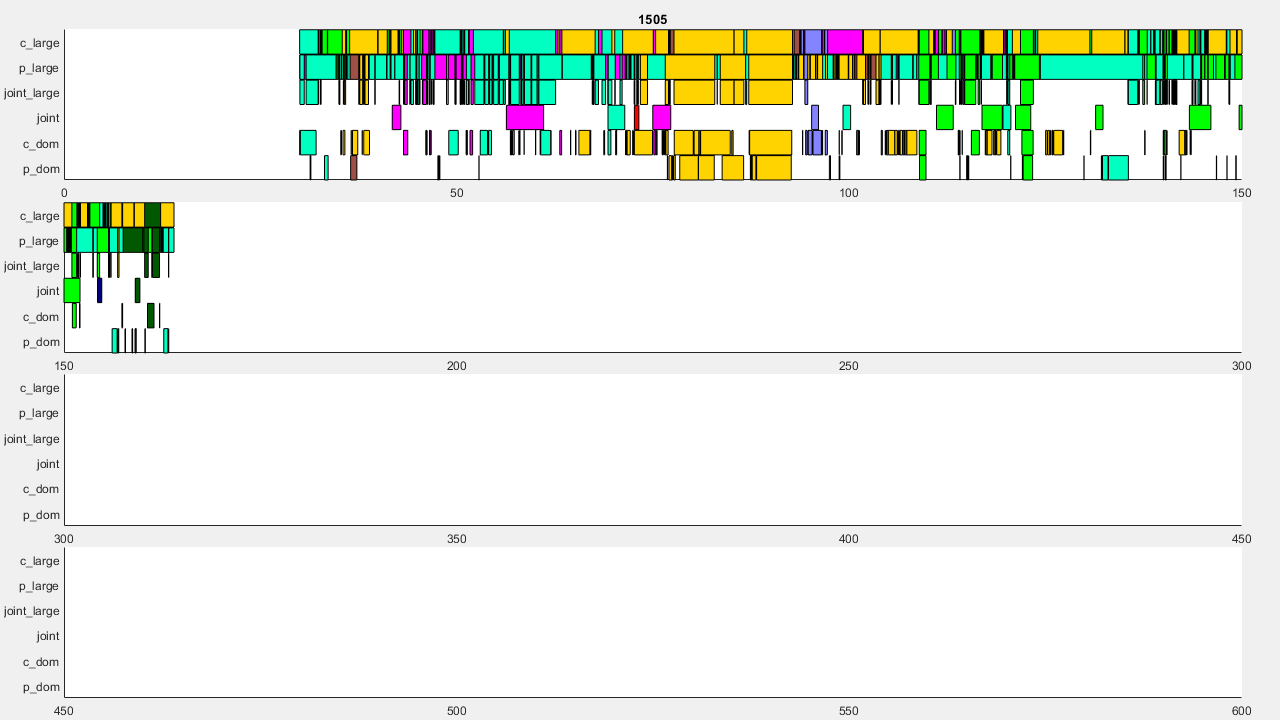 1505
c_large
p_large
joint_large
joint
c_dom
p_dom
0 50 100 150
c_large
p_large
joint_large
joint
c_dom
p_dom
150 200 250 300
c_large
p_large
joint_large
joint
c_dom
p_dom
300 350 400 450
c_large
p_large
joint_large
joint
c_dom
p_dom
450 500 550 600